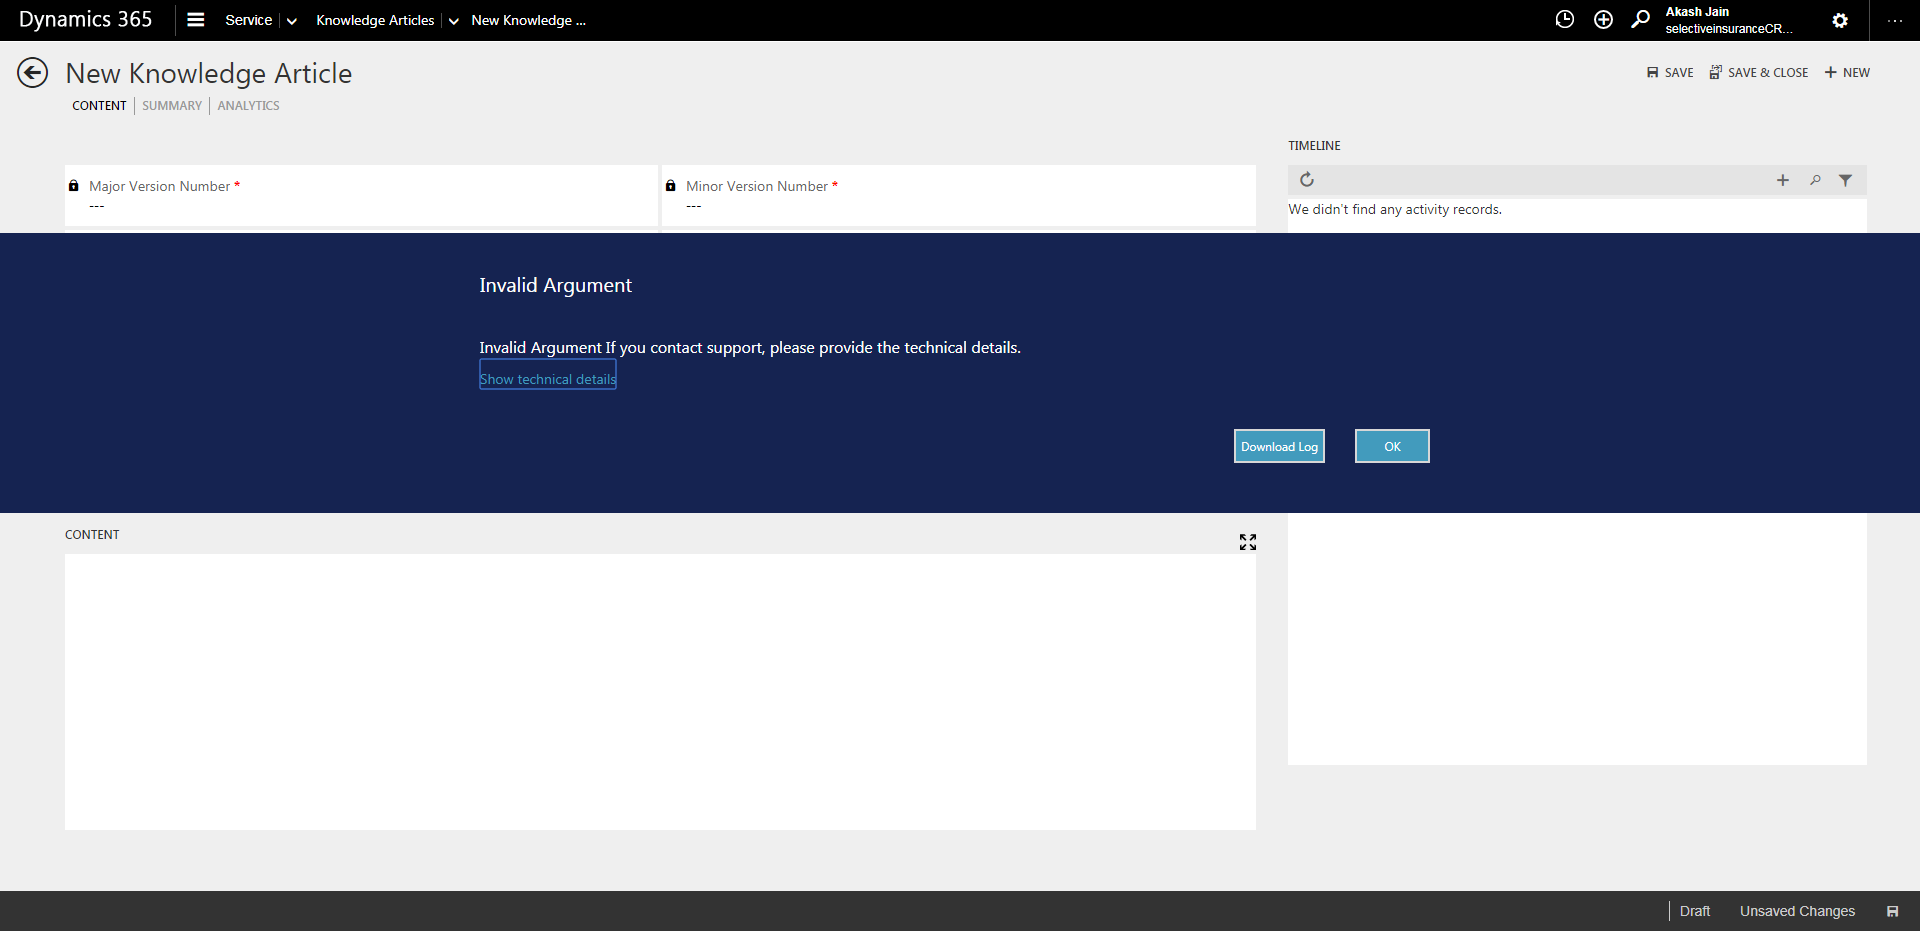 Dynamics 365 Service Knowledge Articles New Knowledge ... Akash Jain
selectiveinsuranceCR... ...
New Knowledge Article SAVE SAVE & CLOSE NEW
CONTENT SUMMARY ANALYTICS
TIMELINE
Major Version Number * Minor Version Number *
--- ---
We didn't find any activity records.
Invalid Argument
Invalid Argument If you contact support, please provide the technical details.
Show technical details
Download Log OK
CONTENT
Draft Unsaved Changes